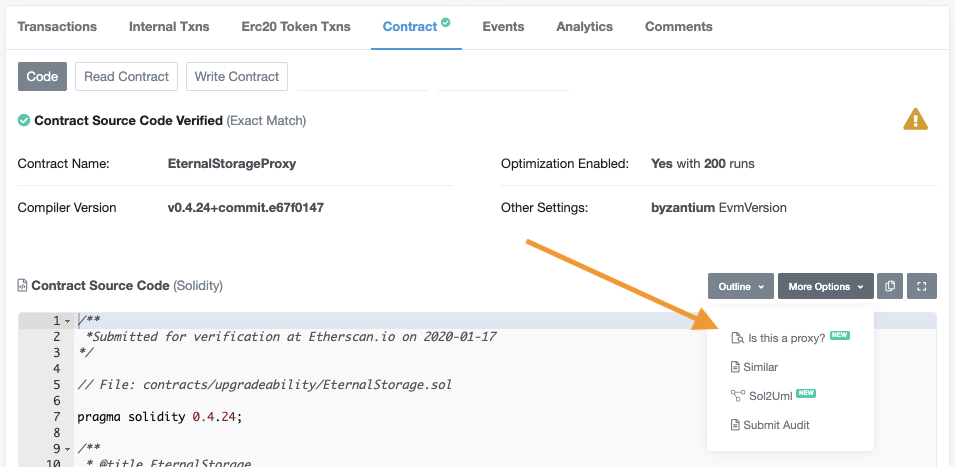 Transactions Internal Txns Erc20 Token Txns Contract Events Analytics Comments
Code Read Contract Write Contract
Contract Source Code Verified (Exact Match)
Contract Name: EternalStorageProxy Optimization Enabled: Yes with 200 runs
Compiler Version v0.4.24+commit.e67f0147 Other Settings: byzantium EvmVersion
Contract Source Code (Solidity) Outline More Options
1 /**
2 *Submitted for verification at Etherscan.io on 2020-01-17
3 */
4
5 // File: contracts/upgradeability/EternalStorage.sol
6
7 pragma solidity 0.4.24;
8
9 /**
10 * @title EternalStorage
Is this a proxy? NEW
Similar
Sol2Uml NEW
Submit Audit